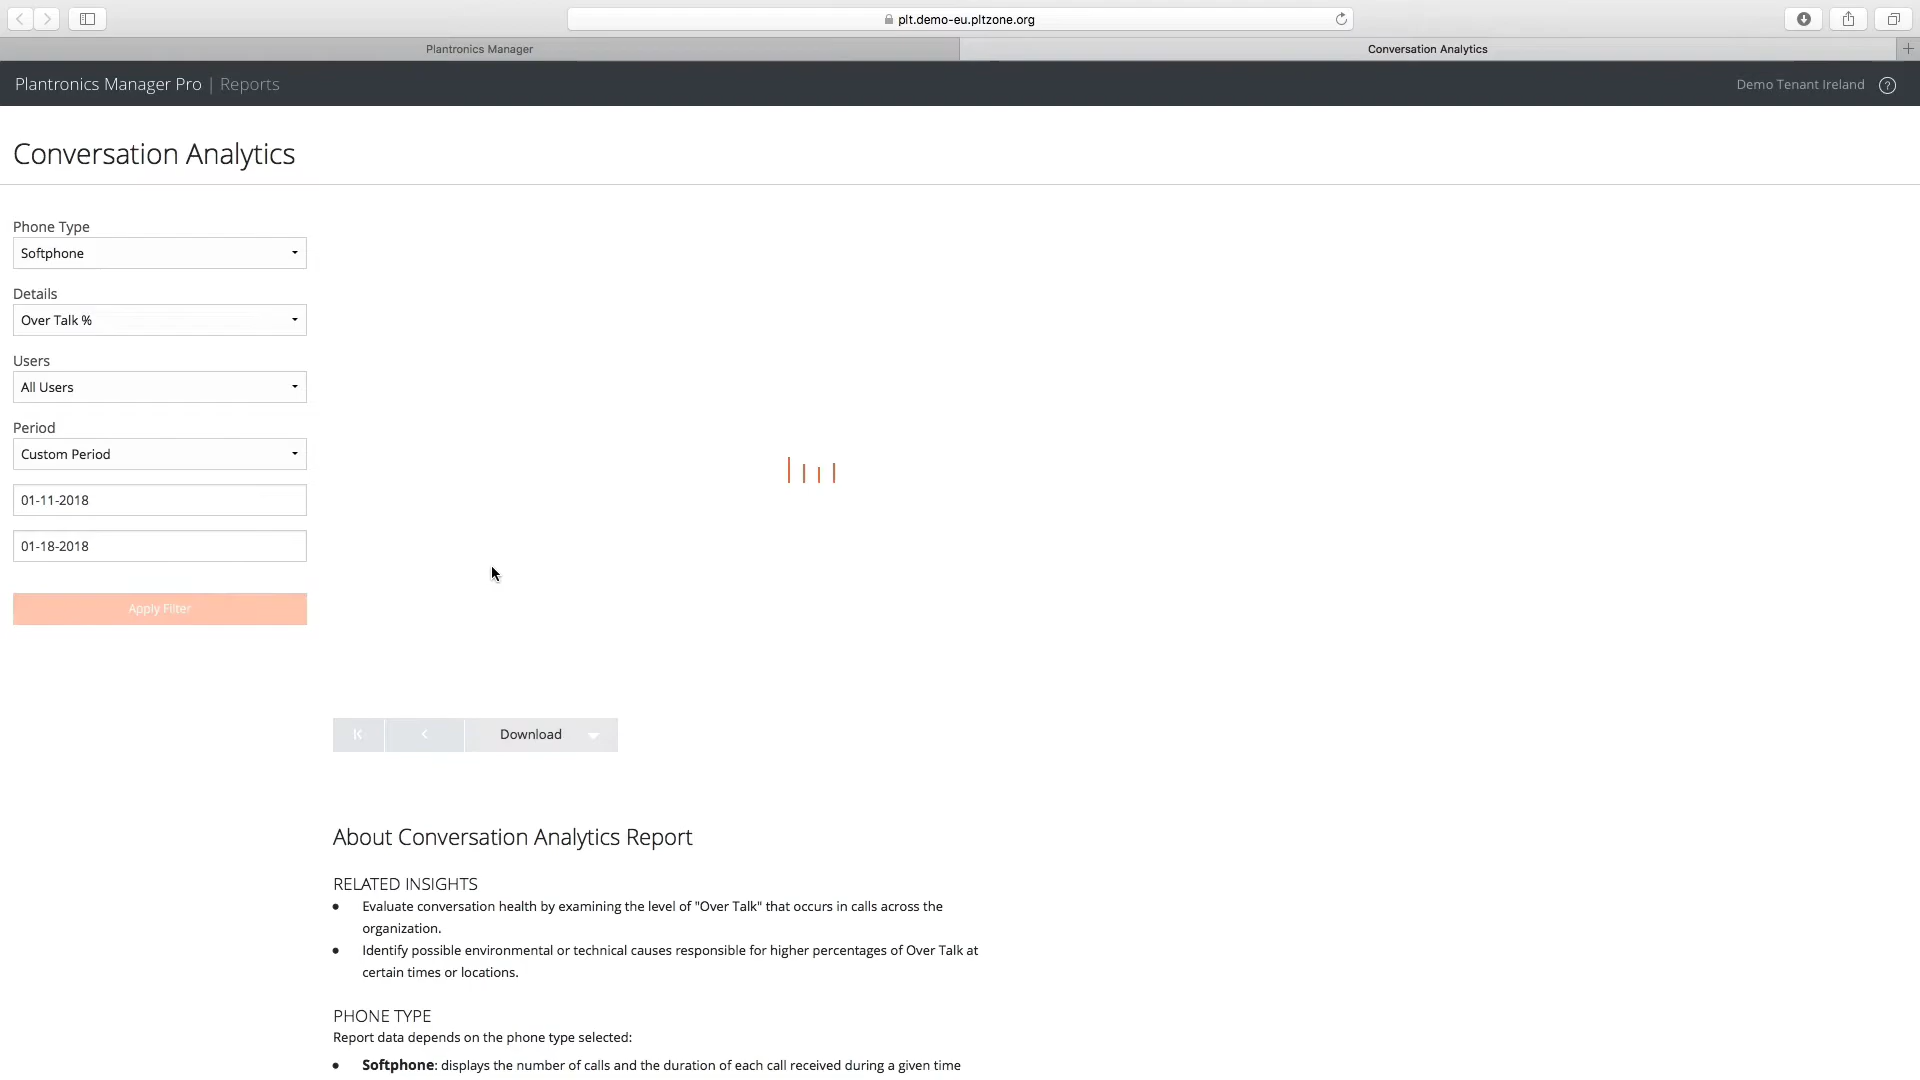 plt.demo-eu.pltzone.org
Plantronics Manager
Conversation Analytics
Plantronics Manager Pro | Reports
Demo Tenant Ireland ?
Conversation Analytics
Phone Type
Softphone
Details
Over Talk %
Users
All Users
Period
Custom Period
01-11-2018
01-18-2018
Apply Filter
Download
About Conversation Analytics Report
RELATED INSIGHTS
• Evaluate conversation health by examining the level of "Over Talk" that occurs in calls across the
organization.
• Identify possible environmental or technical causes responsible for higher percentages of Over Talk at
certain times or locations.
PHONE TYPE
Report data depends on the phone type selected:
• Softphone: displays the number of calls and the duration of each call received during a given time